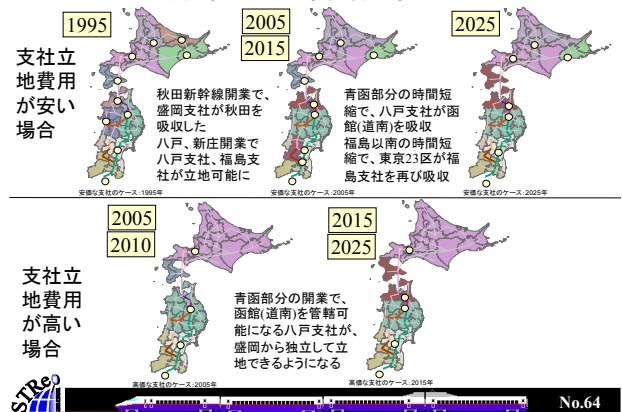 1995
2005
2015
2025
支社立
地費用
が安い
場合
秋田新幹線開業で、
盛岡支社が秋田を
吸収した
八戸、新庄開業で
八戸支社、福島支
社が立地可能に
青函部分の時間短
縮で、八戸支社が函
館(道南)を吸収
福島以南の時間短
縮で、東京23区が福
島支社を再び吸収
安価な支社のケース:1995年
安価な支社のケース:2005年
安価な支社のケース:2025年
2005
2010
2015
2025
支社立
地費用
が高い
場合
青函部分の開業で、
函館(道南)を管轄可
能になる八戸支社が、
盛岡から独立して立
地できるようになる
高価な支社のケース:2005年
高価な支社のケース:2015年
No.64